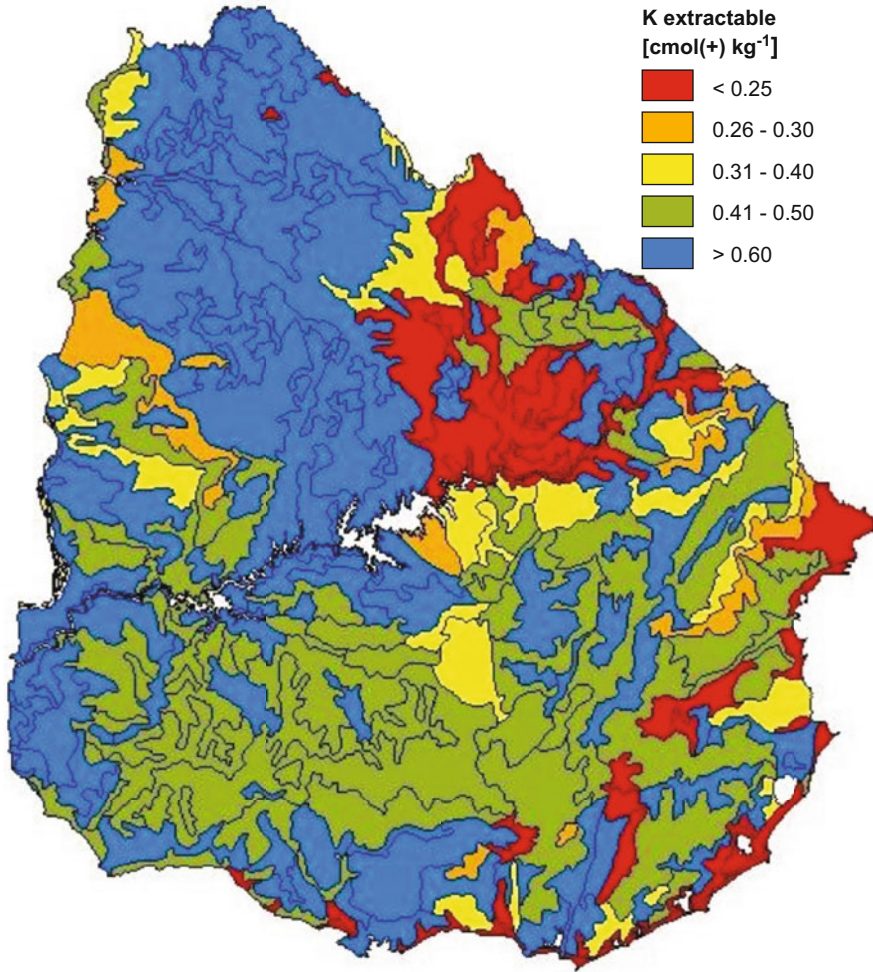 K extractable
[cmol(+) kg⁻¹]
< 0.25
0.26 - 0.30
0.31 - 0.40
0.41 - 0.50
> 0.60